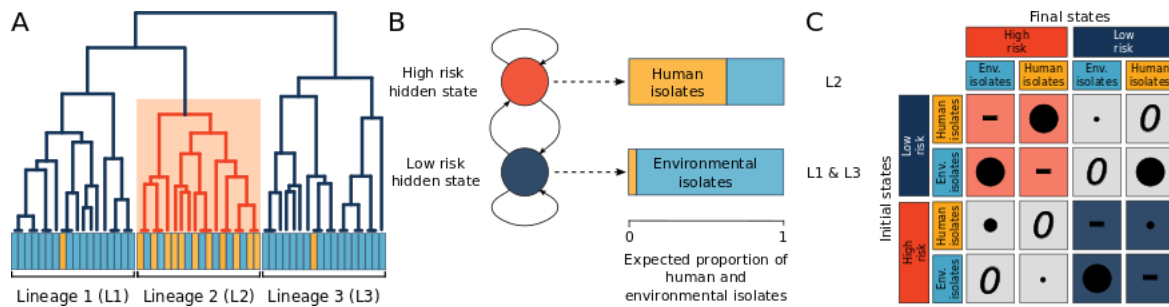 A
Lineage 1 (L1)
Lineage 2 (L2)
Lineage 3 (L3)
B
High risk
hidden state
Human
isolates
L2
Low risk
hidden state
Environmental
isolates
L1 & L3
0
1
Expected proportion of
human and
environmental isolates
C
Final states
High
risk
Low
risk
Env.
isolates
Human
isolates
Env.
isolates
Human
isolates
Initial states
Low
risk
High
risk
Human
isolates
Env.
isolates
Human
isolates
Env.
isolates
-
0
-
0
0
-
0
-